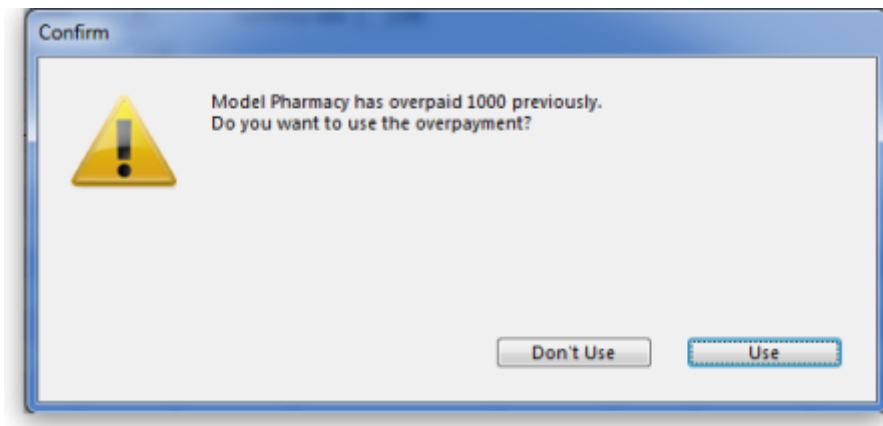 Confirm
Model Pharmacy has overpaid 1000 previously.
Do you want to use the overpayment?
Don't Use
Use